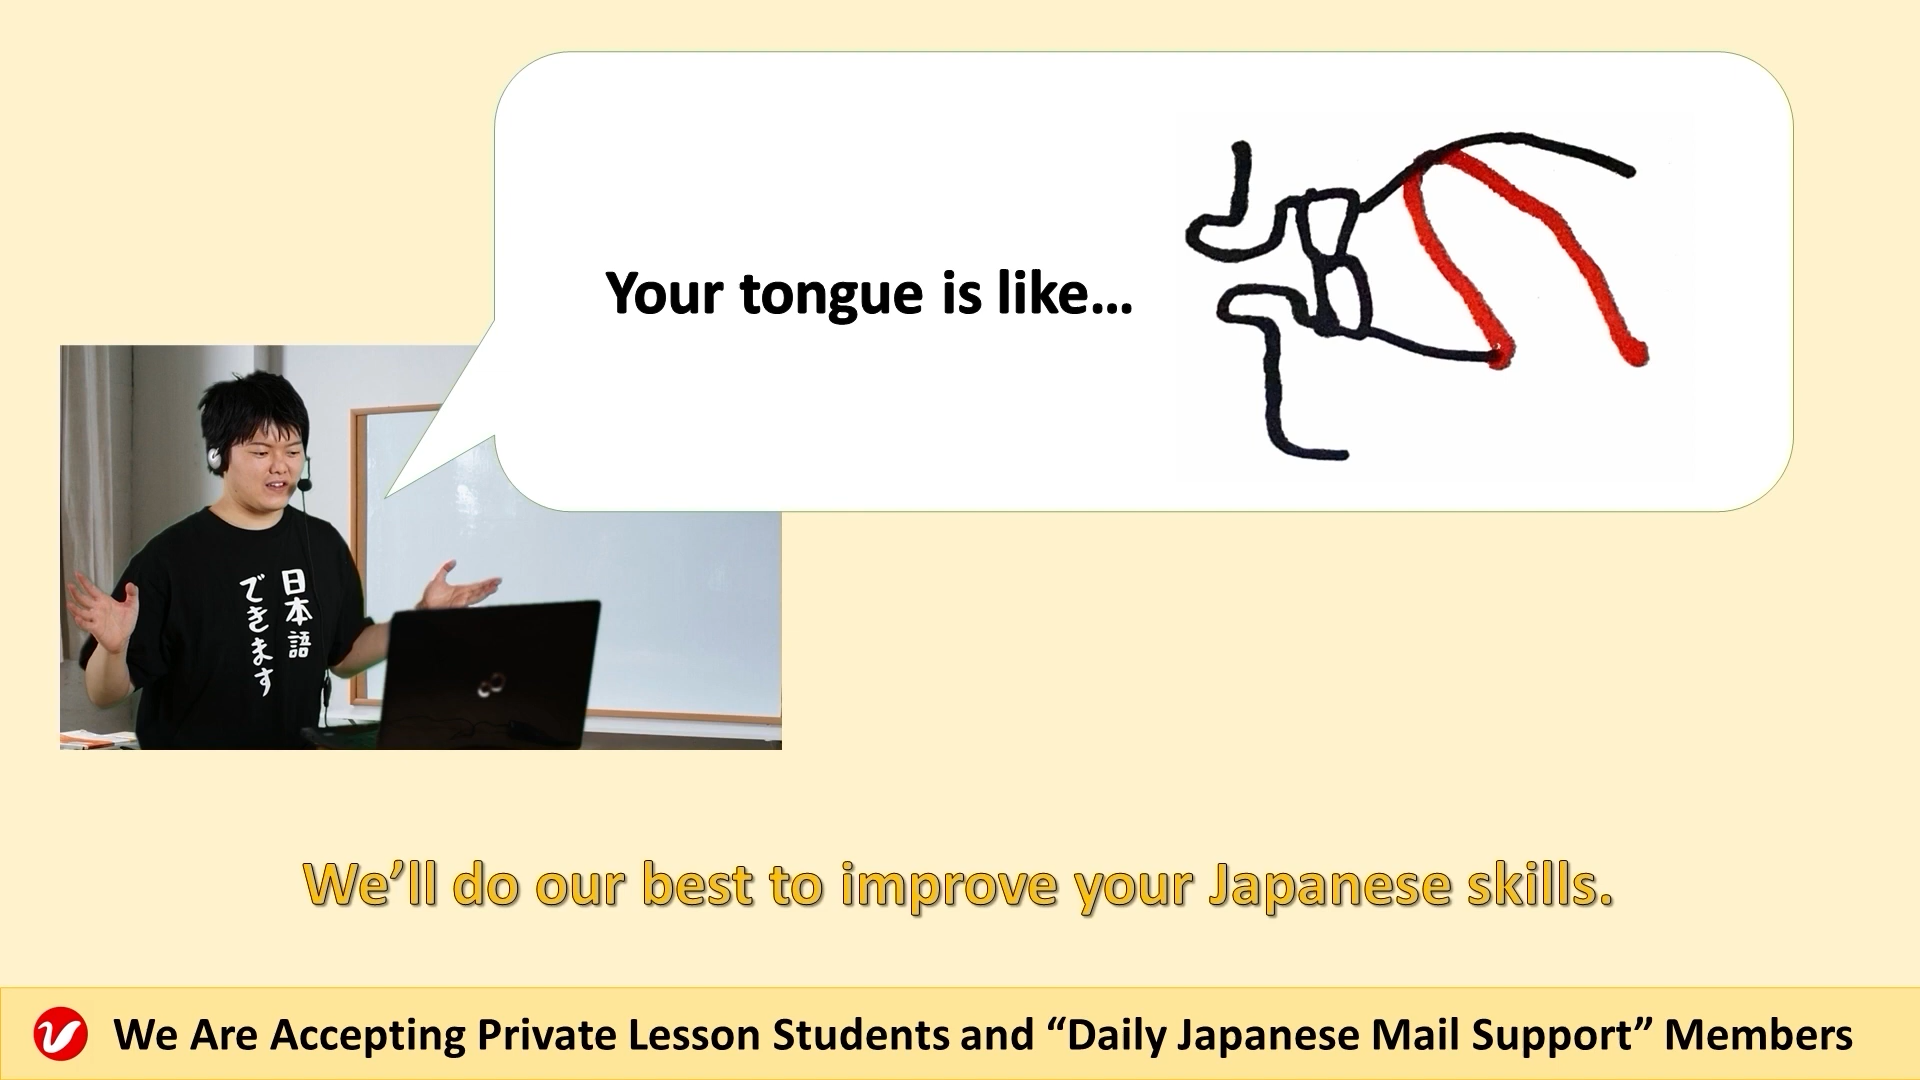 Your tongue is like...
日本語
できます
We'll do our best to improve your Japanese skills.
We Are Accepting Private Lesson Students and “Daily Japanese Mail Support” Members